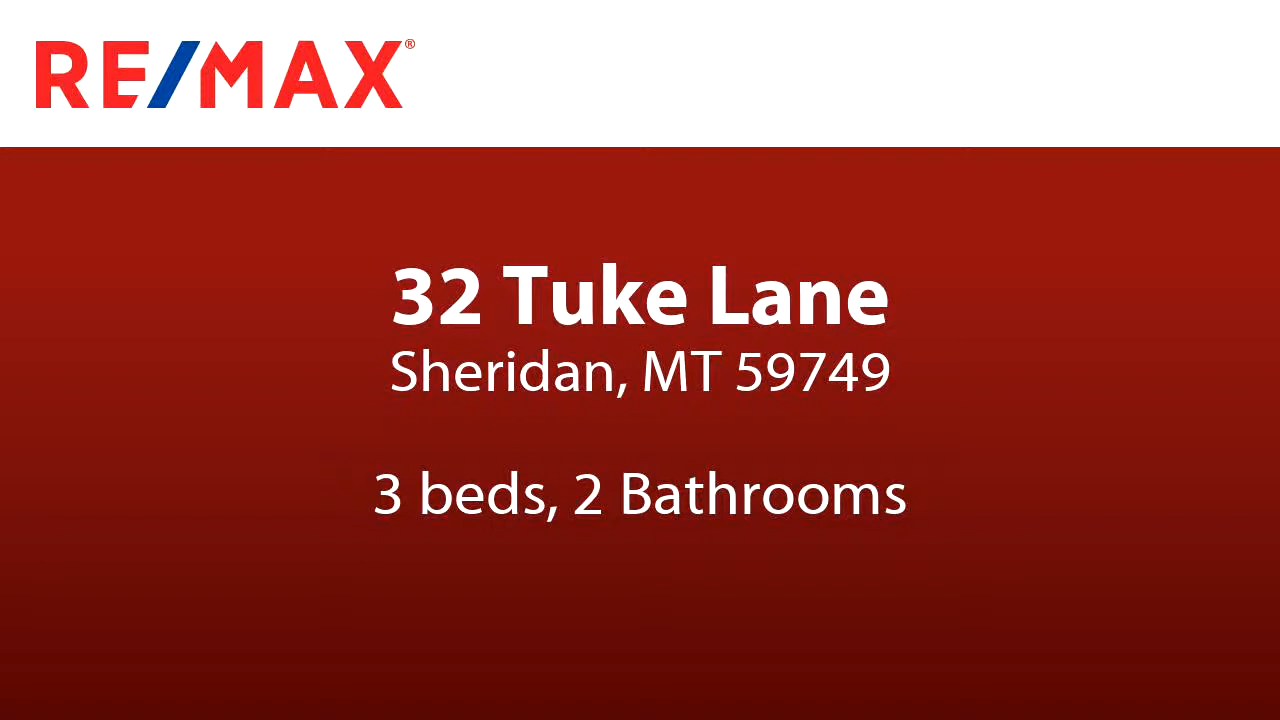 RE/MAX®
32 Tuke Lane
Sheridan, MT 59749
3 beds, 2 Bathrooms